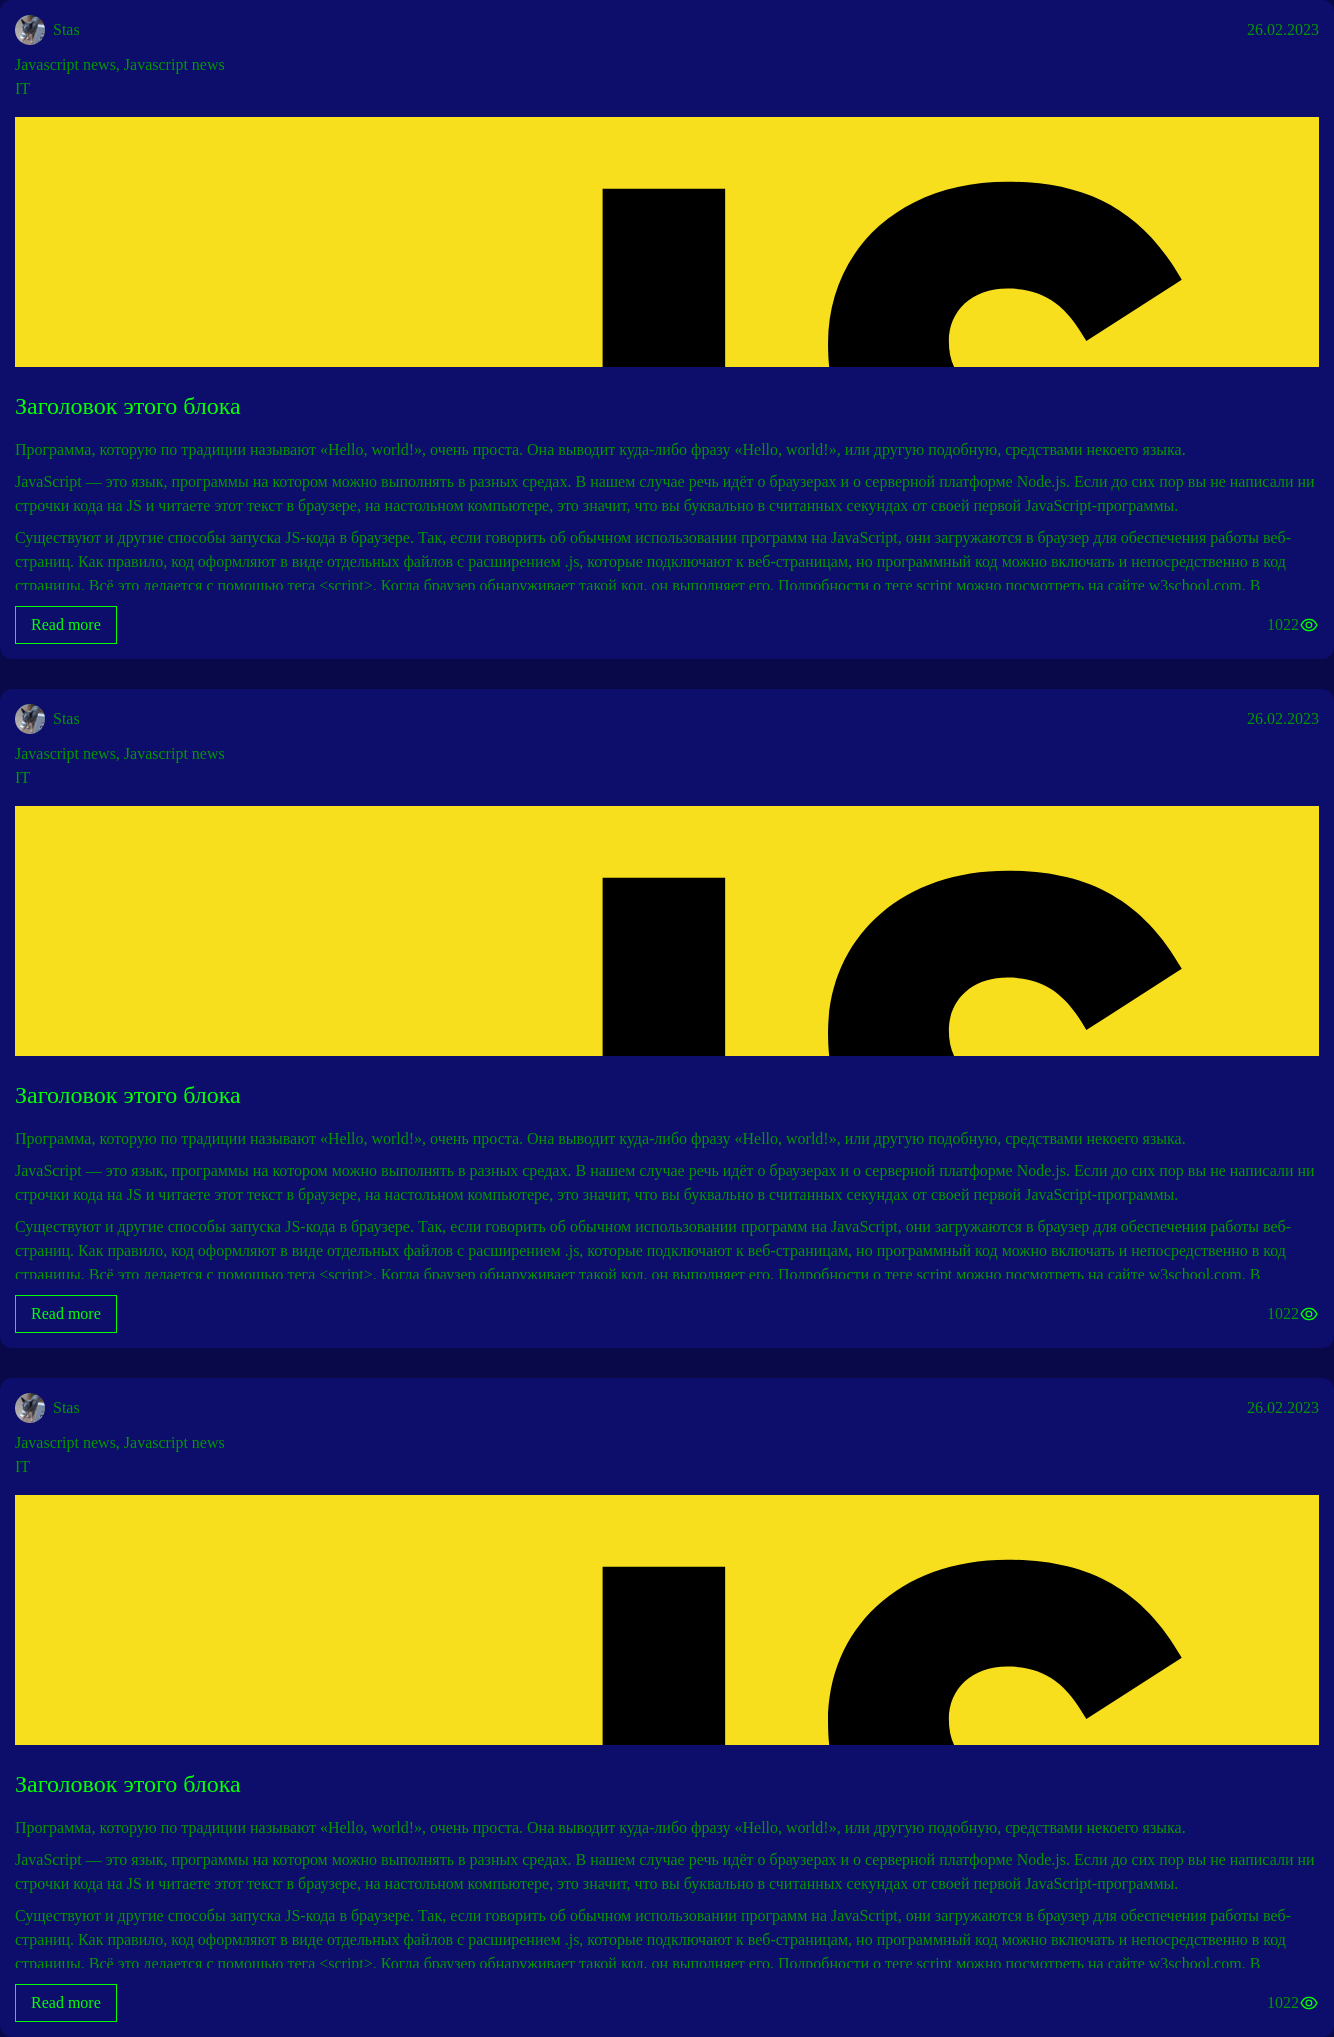 Stas
26.02.2023
Javascript news, Javascript news
IT
JS
Заголовок этого блока
Программа, которую по традиции называют «Hello, world!», очень проста. Она выводит куда-либо фразу «Hello, world!», или другую подобную, средствами некоего языка.
JavaScript — это язык, программы на котором можно выполнять в разных средах. В нашем случае речь идёт о браузерах и о серверной платформе Node.js. Если до сих пор вы не написали ни
строчки кода на JS и читаете этот текст в браузере, на настольном компьютере, это значит, что вы буквально в считанных секундах от своей первой JavaScript-программы.
Существуют и другие способы запуска JS-кода в браузере. Так, если говорить об обычном использовании программ на JavaScript, они загружаются в браузер для обеспечения работы веб-
страниц. Как правило, код оформляют в виде отдельных файлов с расширением .js, которые подключают к веб-страницам, но программный код можно включать и непосредственно в код
страницы. Всё это делается с помощью тега <script>. Когда браузер обнаруживает такой код, он выполняет его. Подробности о теге script можно посмотреть на сайте w3school.com. В
Read more
1022
Stas
26.02.2023
Javascript news, Javascript news
IT
JS
Заголовок этого блока
Программа, которую по традиции называют «Hello, world!», очень проста. Она выводит куда-либо фразу «Hello, world!», или другую подобную, средствами некоего языка.
JavaScript — это язык, программы на котором можно выполнять в разных средах. В нашем случае речь идёт о браузерах и о серверной платформе Node.js. Если до сих пор вы не написали ни
строчки кода на JS и читаете этот текст в браузере, на настольном компьютере, это значит, что вы буквально в считанных секундах от своей первой JavaScript-программы.
Существуют и другие способы запуска JS-кода в браузере. Так, если говорить об обычном использовании программ на JavaScript, они загружаются в браузер для обеспечения работы веб-
страниц. Как правило, код оформляют в виде отдельных файлов с расширением .js, которые подключают к веб-страницам, но программный код можно включать и непосредственно в код
страницы. Всё это делается с помощью тега <script>. Когда браузер обнаруживает такой код, он выполняет его. Подробности о теге script можно посмотреть на сайте w3school.com. В
Read more
1022
Stas
26.02.2023
Javascript news, Javascript news
IT
JS
Заголовок этого блока
Программа, которую по традиции называют «Hello, world!», очень проста. Она выводит куда-либо фразу «Hello, world!», или другую подобную, средствами некоего языка.
JavaScript — это язык, программы на котором можно выполнять в разных средах. В нашем случае речь идёт о браузерах и о серверной платформе Node.js. Если до сих пор вы не написали ни
строчки кода на JS и читаете этот текст в браузере, на настольном компьютере, это значит, что вы буквально в считанных секундах от своей первой JavaScript-программы.
Существуют и другие способы запуска JS-кода в браузере. Так, если говорить об обычном использовании программ на JavaScript, они загружаются в браузер для обеспечения работы веб-
страниц. Как правило, код оформляют в виде отдельных файлов с расширением .js, которые подключают к веб-страницам, но программный код можно включать и непосредственно в код
страницы. Всё это делается с помощью тега <script>. Когда браузер обнаруживает такой код, он выполняет его. Подробности о теге script можно посмотреть на сайте w3school.com. В
Read more
1022